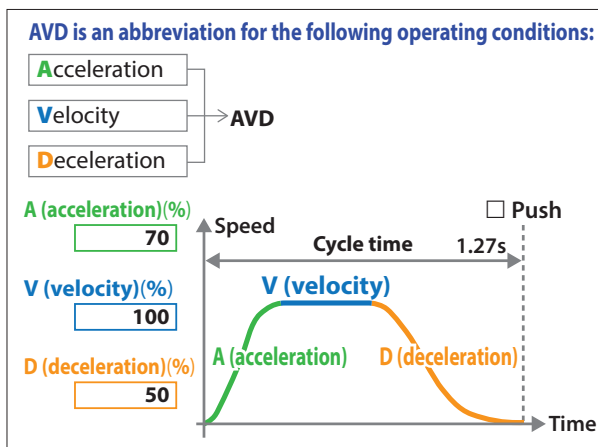 AVD is an abbreviation for the following operating conditions:
Acceleration
Velocity
Deceleration
AVD
A (acceleration)(%)
70
V (velocity)(%)
100
D (deceleration)(%)
50
Speed
□ Push
Cycle time
1.27s
V (velocity)
A (acceleration)
D (deceleration)
Time